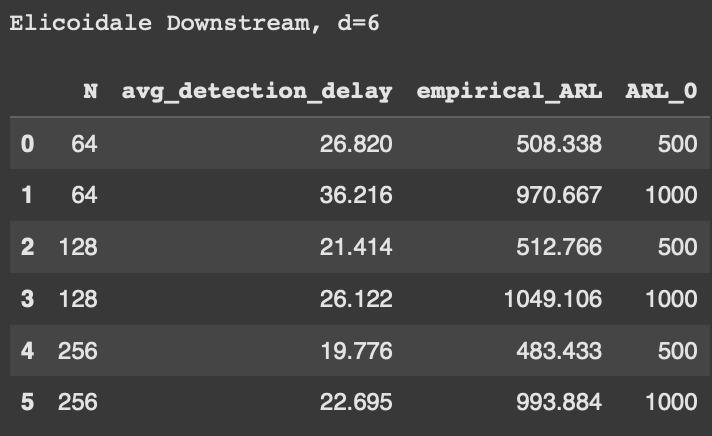 Elicoidale Downstream, d=6
N avg_detection_delay empirical_ARL ARL_0
0 64 26.820 508.338 500
1 64 36.216 970.667 1000
2 128 21.414 512.766 500
3 128 26.122 1049.106 1000
4 256 19.776 483.433 500
5 256 22.695 993.884 1000